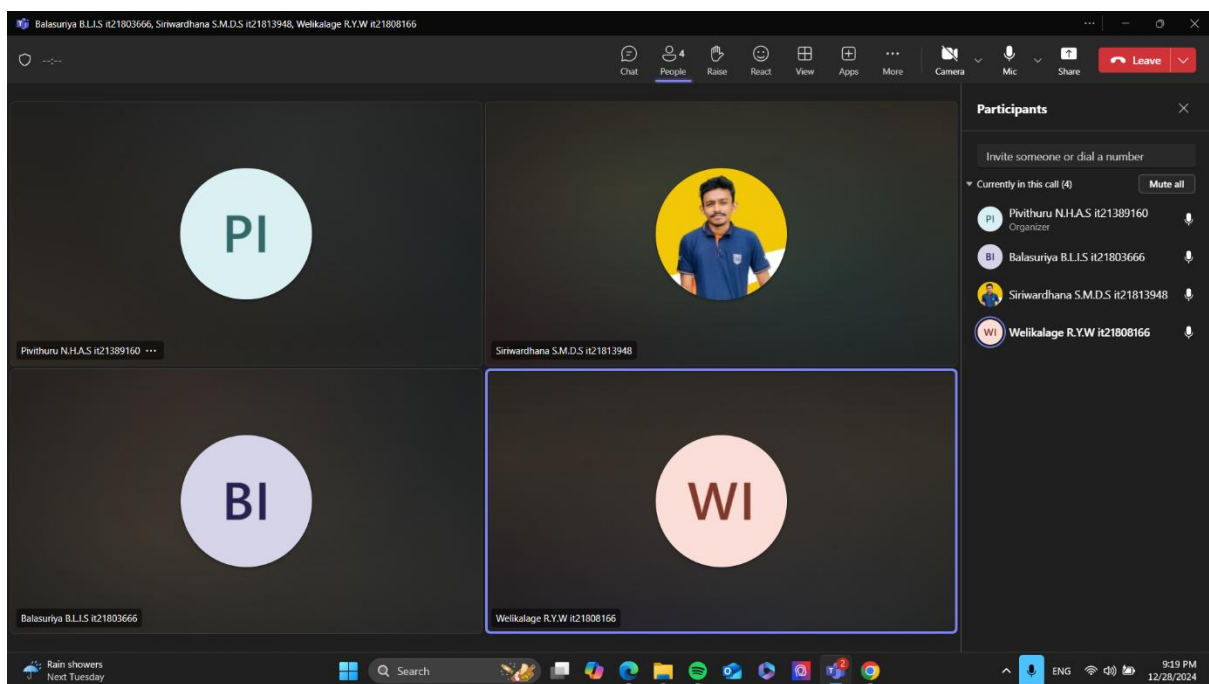 Balasuriya B.L.I.S it21803666, Siriwardhana S.M.D.S it21813948, Welikalage R.Y.W it21808166
--:--
Chat
4
People
Raise
React
View
Apps
More
Camera
Mic
Share
Leave
PI
Pivithuru N.H.A.S it21389160
Siriwardhana S.M.D.S it21813948
BI
Balasuriya B.L.I.S it21803666
WI
Welikalage R.Y.W it21808166
Participants
Invite someone or dial a number
Currently in this call (4)
Mute all
PI
Pivithuru N.H.A.S it21389160
Organizer
BI
Balasuriya B.L.I.S it21803666
Siriwardhana S.M.D.S it21813948
WI
Welikalage R.Y.W it21808166
Rain showers
Next Tuesday
Search
2
ENG
9:19 PM
12/28/2024